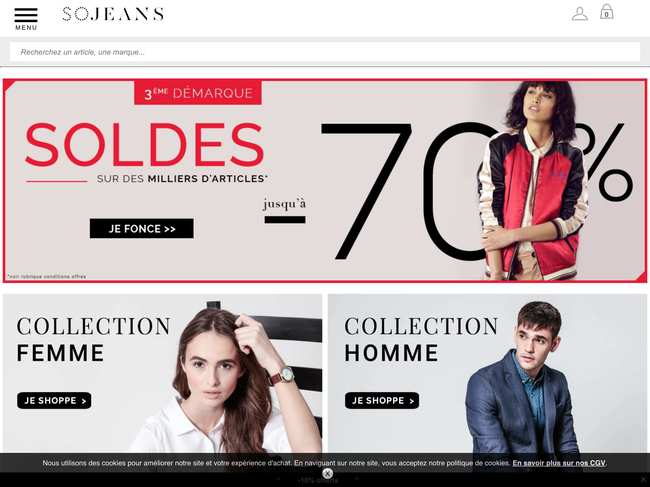 MENU
SOJEANS
0
Recherchez un article, une marque...
3ÈME DÉMARQUE
SOLDES
SUR DES MILLIERS D'ARTICLES*
jusqu'à
-70%
JE FONCE >>
*voir rubrique conditions offres
COLLECTION
FEMME
JE SHOPPE >
COLLECTION
HOMME
JE SHOPPE >
Nous utilisons des cookies pour améliorer notre site et votre expérience d'achat. En naviguant sur notre site, vous acceptez notre politique de cookies. En savoir plus sur nos CGV.
-10% offerts